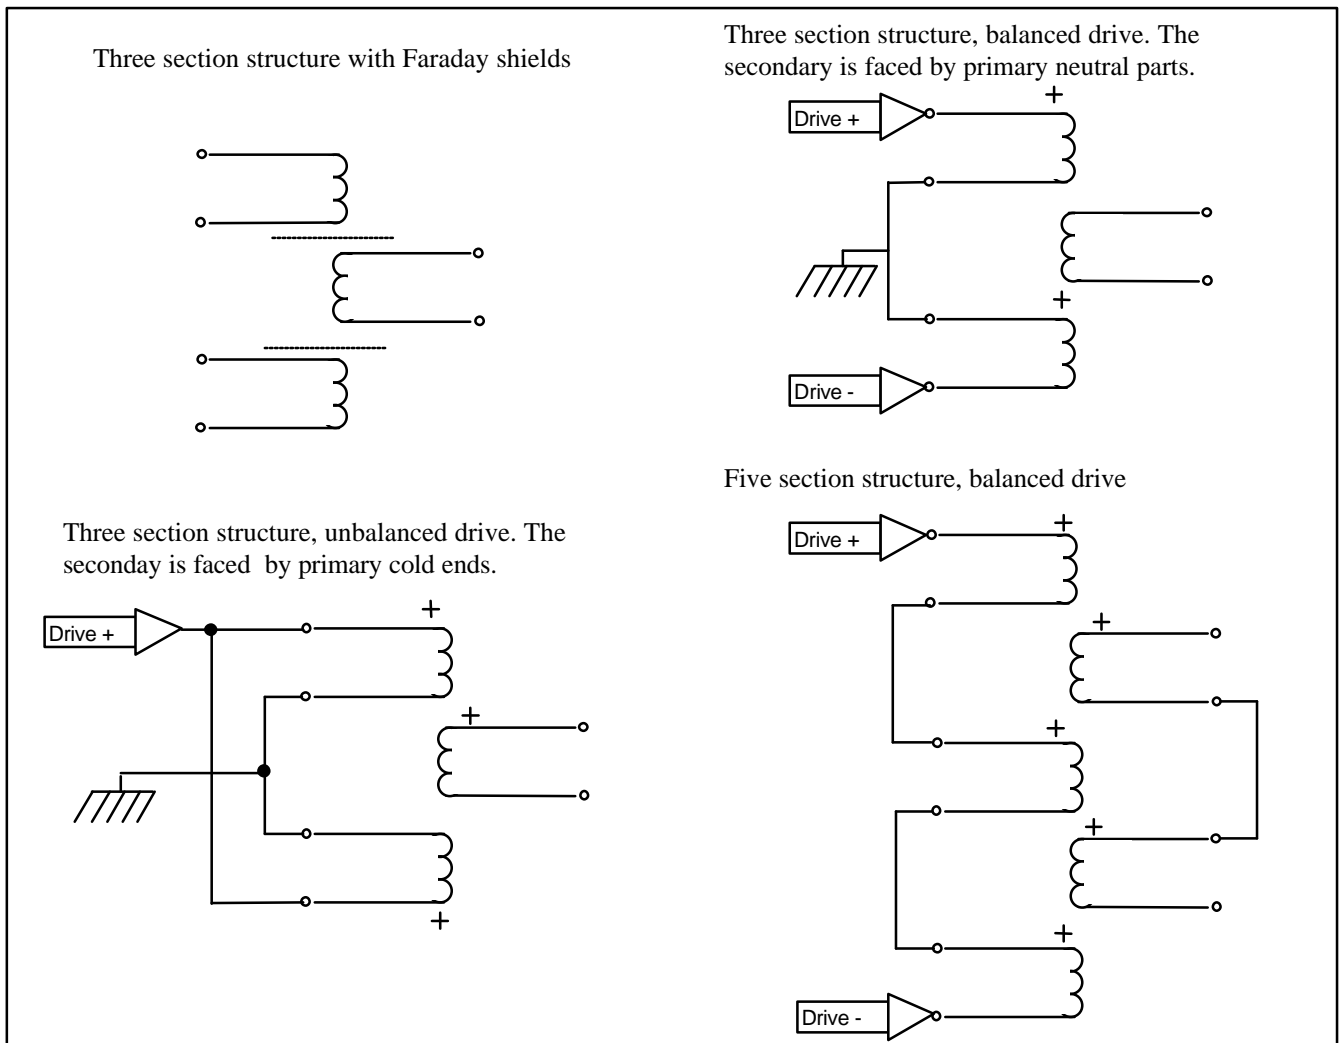 Three section structure with Faraday shields
Three section structure, balanced drive. The
secondary is faced by primary neutral parts.
+
Drive +
+
Drive -
Three section structure, unbalanced drive. The
seconday is faced  by primary cold ends.
+
Drive +
+
+
Five section structure, balanced drive
+
Drive +
+
+
+
+
Drive -